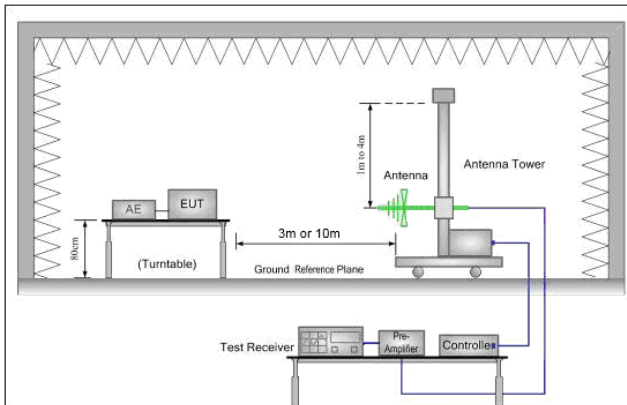 1m to 4m
Antenna
Antenna Tower
AE
EUT
80cm
(Turntable)
3m or 10m
Ground Reference Plane
Test Receiver
Pre-
Amplifier
Controlle